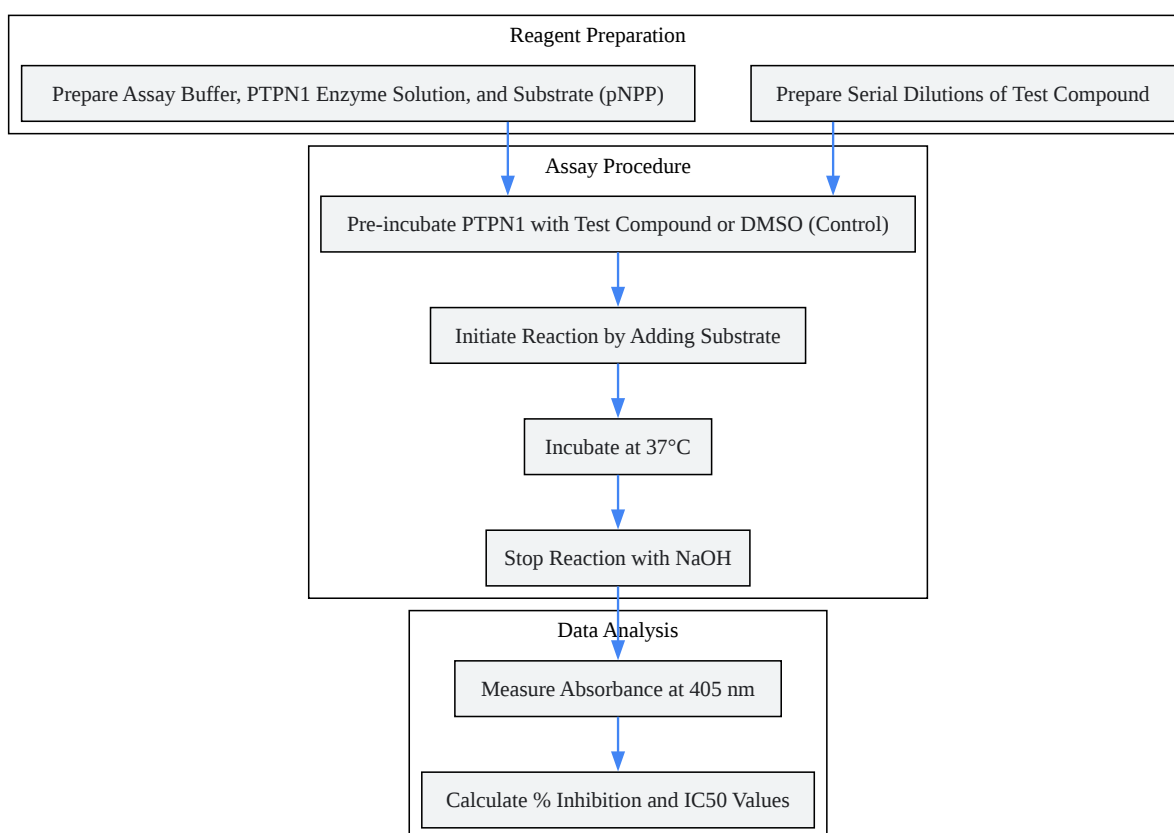 Reagent Preparation
Prepare Assay Buffer, PTPN1 Enzyme Solution, and Substrate (pNPP)
Prepare Serial Dilutions of Test Compound
Assay Procedure
Pre-incubate PTPN1 with Test Compound or DMSO (Control)
Initiate Reaction by Adding Substrate
Incubate at 37°C
Stop Reaction with NaOH
Data Analysis
Measure Absorbance at 405 nm
Calculate % Inhibition and IC50 Values